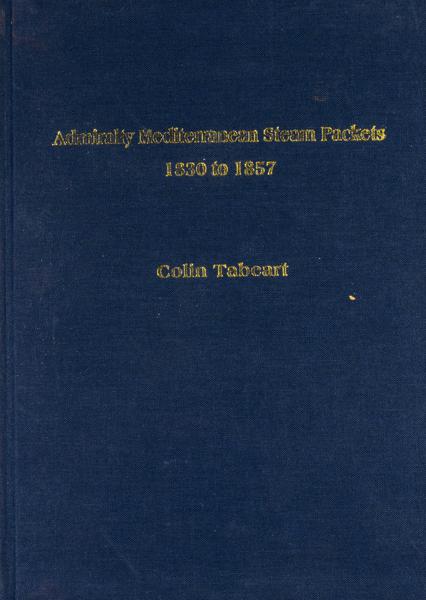 Admiralty Mediterranean Steam Packets
1830 to 1857
Colin Tabeart